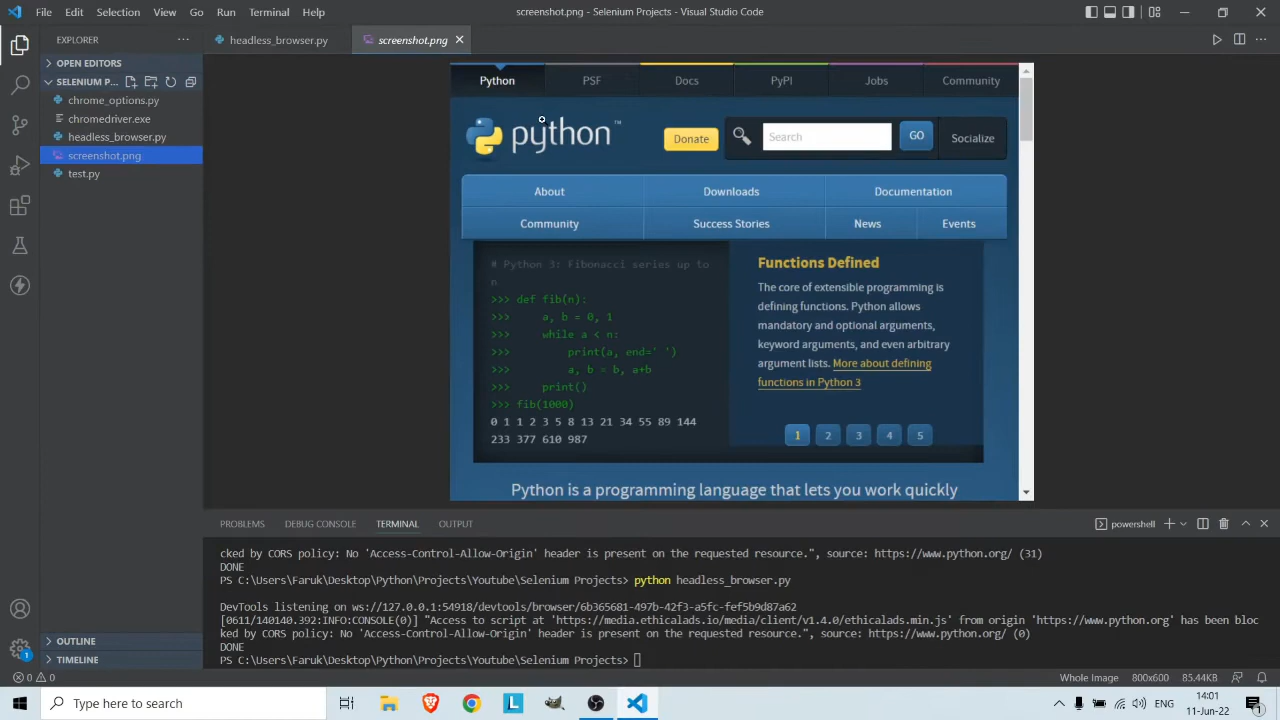 File Edit Selection View Go Run Terminal Help
screenshot.png - Selenium Projects - Visual Studio Code
EXPLORER
headless_browser.py
screenshot.png
OPEN EDITORS
SELENIUM P...
chrome_options.py
chromedriver.exe
headless_browser.py
screenshot.png
test.py
OUTLINE
TIMELINE
Python PSF Docs PyPI Jobs Community
python™
Donate
Search
GO
Socialize
About Downloads Documentation
Community Success Stories News Events
# Python 3: Fibonacci series up to
n
>>> def fib(n):
>>> a, b = 0, 1
>>> while a < n:
>>> print(a, end=' ')
>>> a, b = b, a+b
>>> print()
>>> fib(1000)
0 1 1 2 3 5 8 13 21 34 55 89 144
233 377 610 987
Functions Defined
The core of extensible programming is
defining functions. Python allows
mandatory and optional arguments,
keyword arguments, and even arbitrary
argument lists. More about defining
functions in Python 3
1 2 3 4 5
Python is a programming language that lets you work quickly
PROBLEMS DEBUG CONSOLE TERMINAL OUTPUT
powershell
cked by CORS policy: No 'Access-Control-Allow-Origin' header is present on the requested resource.", source: https://www.python.org/ (31)
DONE
PS C:\Users\Faruk\Desktop\Python\Projects\Youtube\Selenium Projects> python headless_browser.py
DevTools listening on ws://127.0.0.1:54918/devtools/browser/6b365681-497b-42f3-a5fc-fef5b9d87a62
[0611/140140.392:INFO:CONSOLE(0)] "Access to script at 'https://media.ethicalads.io/media/client/v1.4.0/ethicalads.min.js' from origin 'https://www.python.org' has been bloc
ked by CORS policy: No 'Access-Control-Allow-Origin' header is present on the requested resource.", source: https://www.python.org/ (0)
DONE
PS C:\Users\Faruk\Desktop\Python\Projects\Youtube\Selenium Projects>
0 0
Whole Image 800x600 85.44KB
1
Type here to search
L
ENG
14:01
11-Jun-22
1